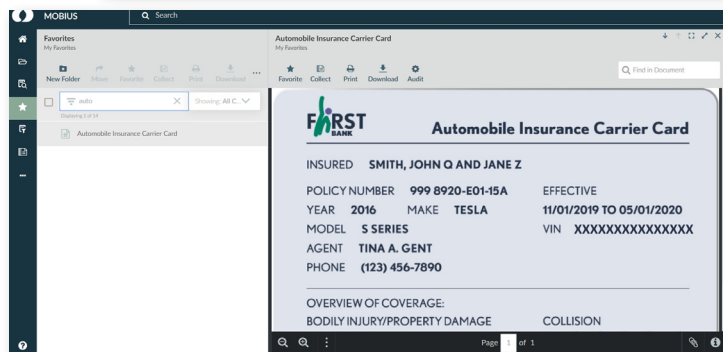 MOBIUS
Search
Favorites
My Favorites
New Folder Move Favorite Collect Print Download ...
auto
Showing: All C...
Displaying 1 of 14
Automobile Insurance Carrier Card
Automobile Insurance Carrier Card
My Favorites
Favorite Collect Print Download Audit
Find in Document
FIRST BANK
Automobile Insurance Carrier Card
INSURED SMITH, JOHN Q AND JANE Z
POLICY NUMBER 999 8920-E01-15A EFFECTIVE
YEAR 2016 MAKE TESLA 11/01/2019 TO 05/01/2020
MODEL S SERIES VIN XXXXXXXXXXXXXXX
AGENT TINA A. GENT
PHONE (123) 456-7890
OVERVIEW OF COVERAGE:
BODILY INJURY/PROPERTY DAMAGE COLLISION
Page 1 of 1